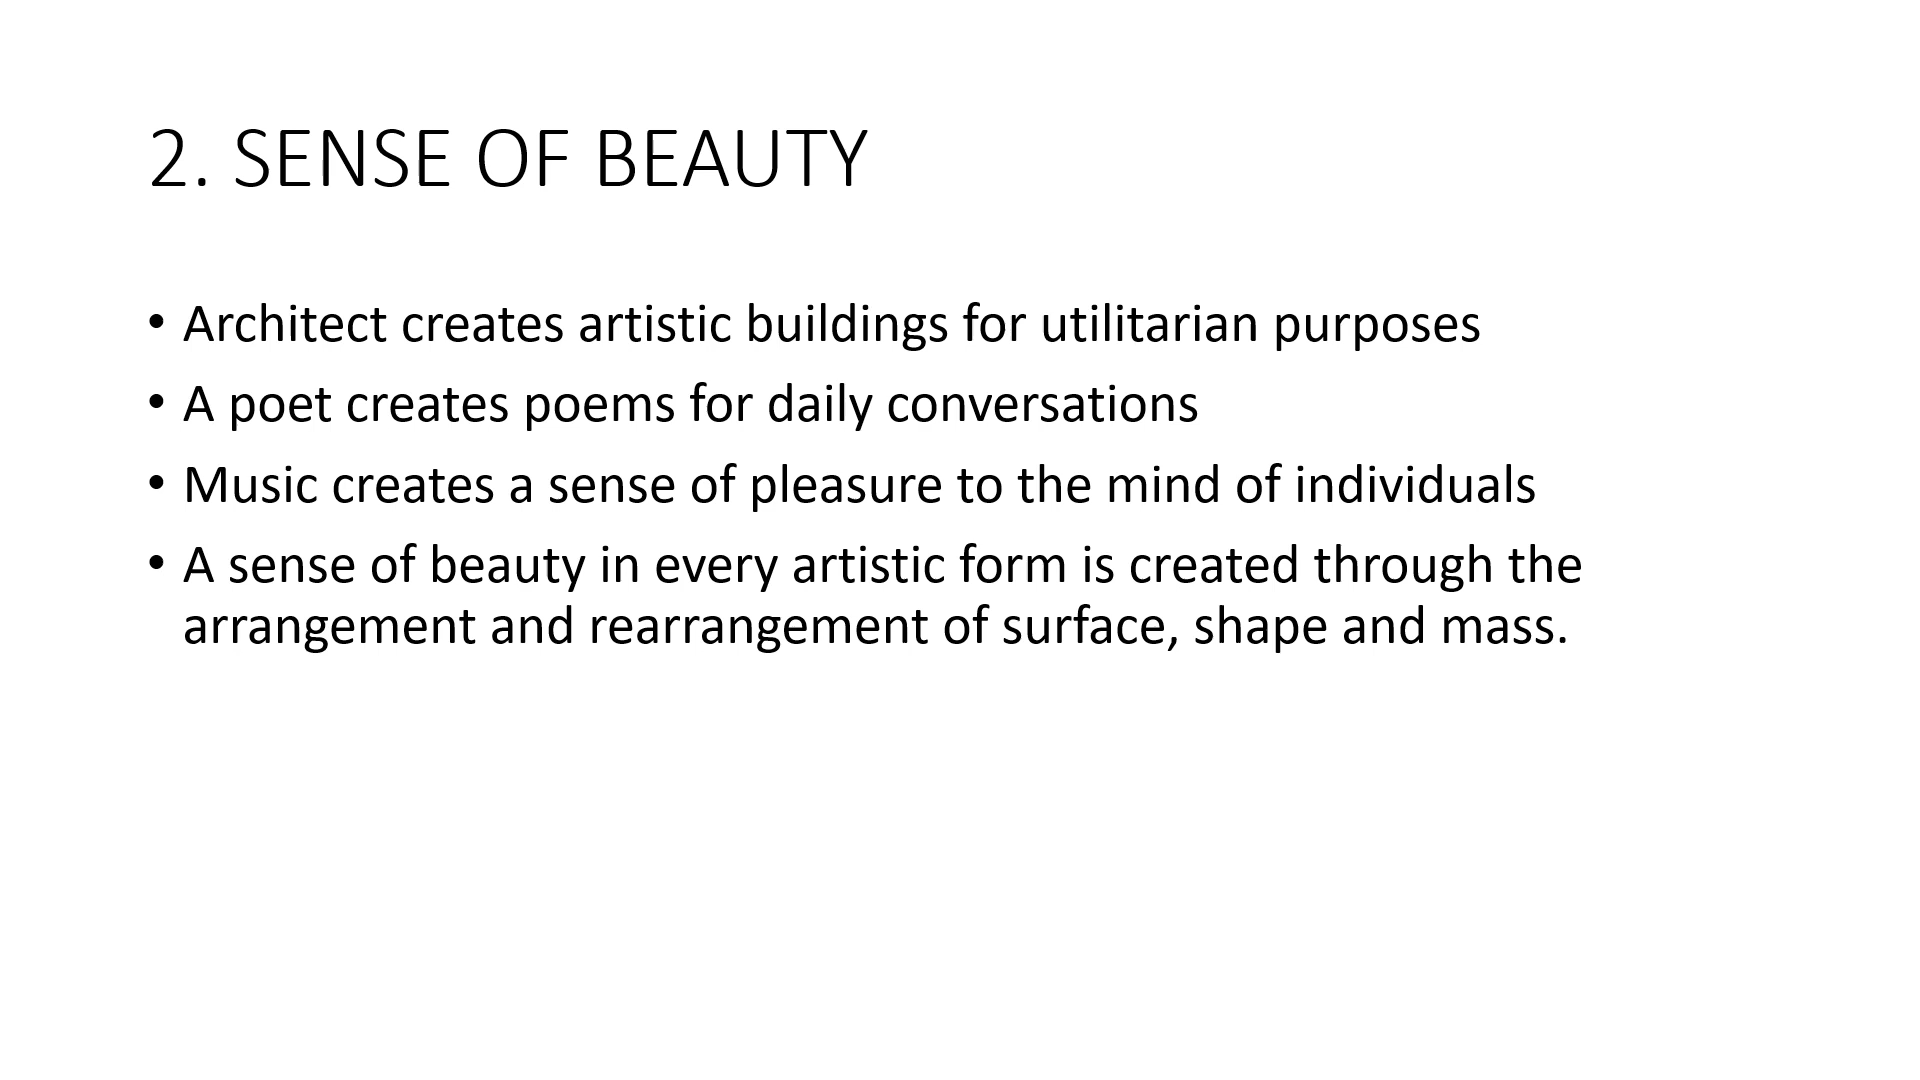 2. SENSE OF BEAUTY
• Architect creates artistic buildings for utilitarian purposes
• A poet creates poems for daily conversations
• Music creates a sense of pleasure to the mind of individuals
• A sense of beauty in every artistic form is created through the
arrangement and rearrangement of surface, shape and mass.